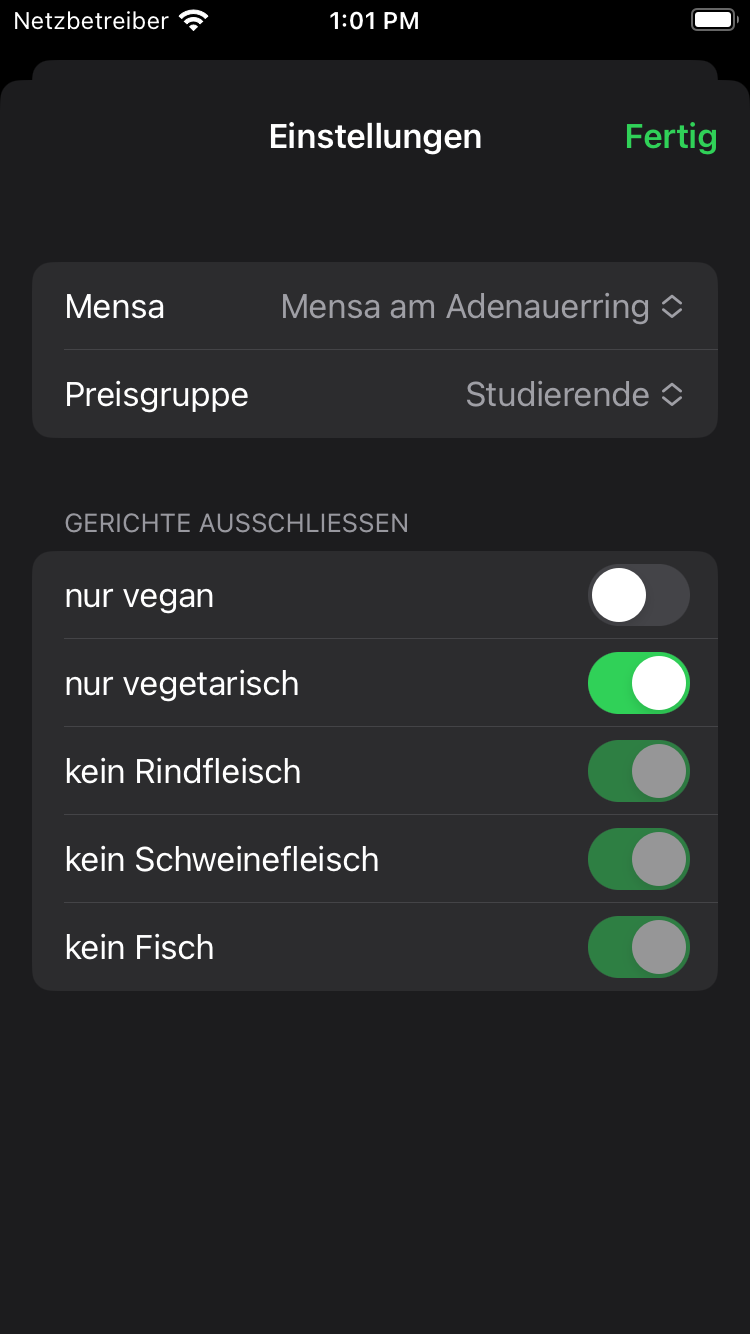 Netzbetreiber 1:01 PM
Einstellungen Fertig
Mensa Mensa am Adenauerring
Preisgruppe Studierende
GERICHTE AUSSCHLIESSEN
nur vegan
nur vegetarisch
kein Rindfleisch
kein Schweinefleisch
kein Fisch